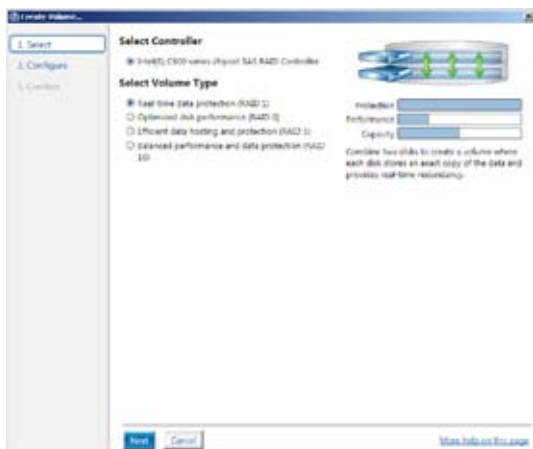 Create Volume...
1. Select
2. Configure
3. Confirm
Select Controller
Intel(R) C600 series chipset SAS RAID Controller
Select Volume Type
Real-time data protection (RAID 1)
Optimized disk performance (RAID 0)
Efficient data hosting and protection (RAID 5)
Balanced performance and data protection (RAID
10)
Protection
Performance
Capacity
Combine two disks to create a volume where
each disk stores an exact copy of the data and
provides real-time redundancy.
Next
Cancel
More help on this page